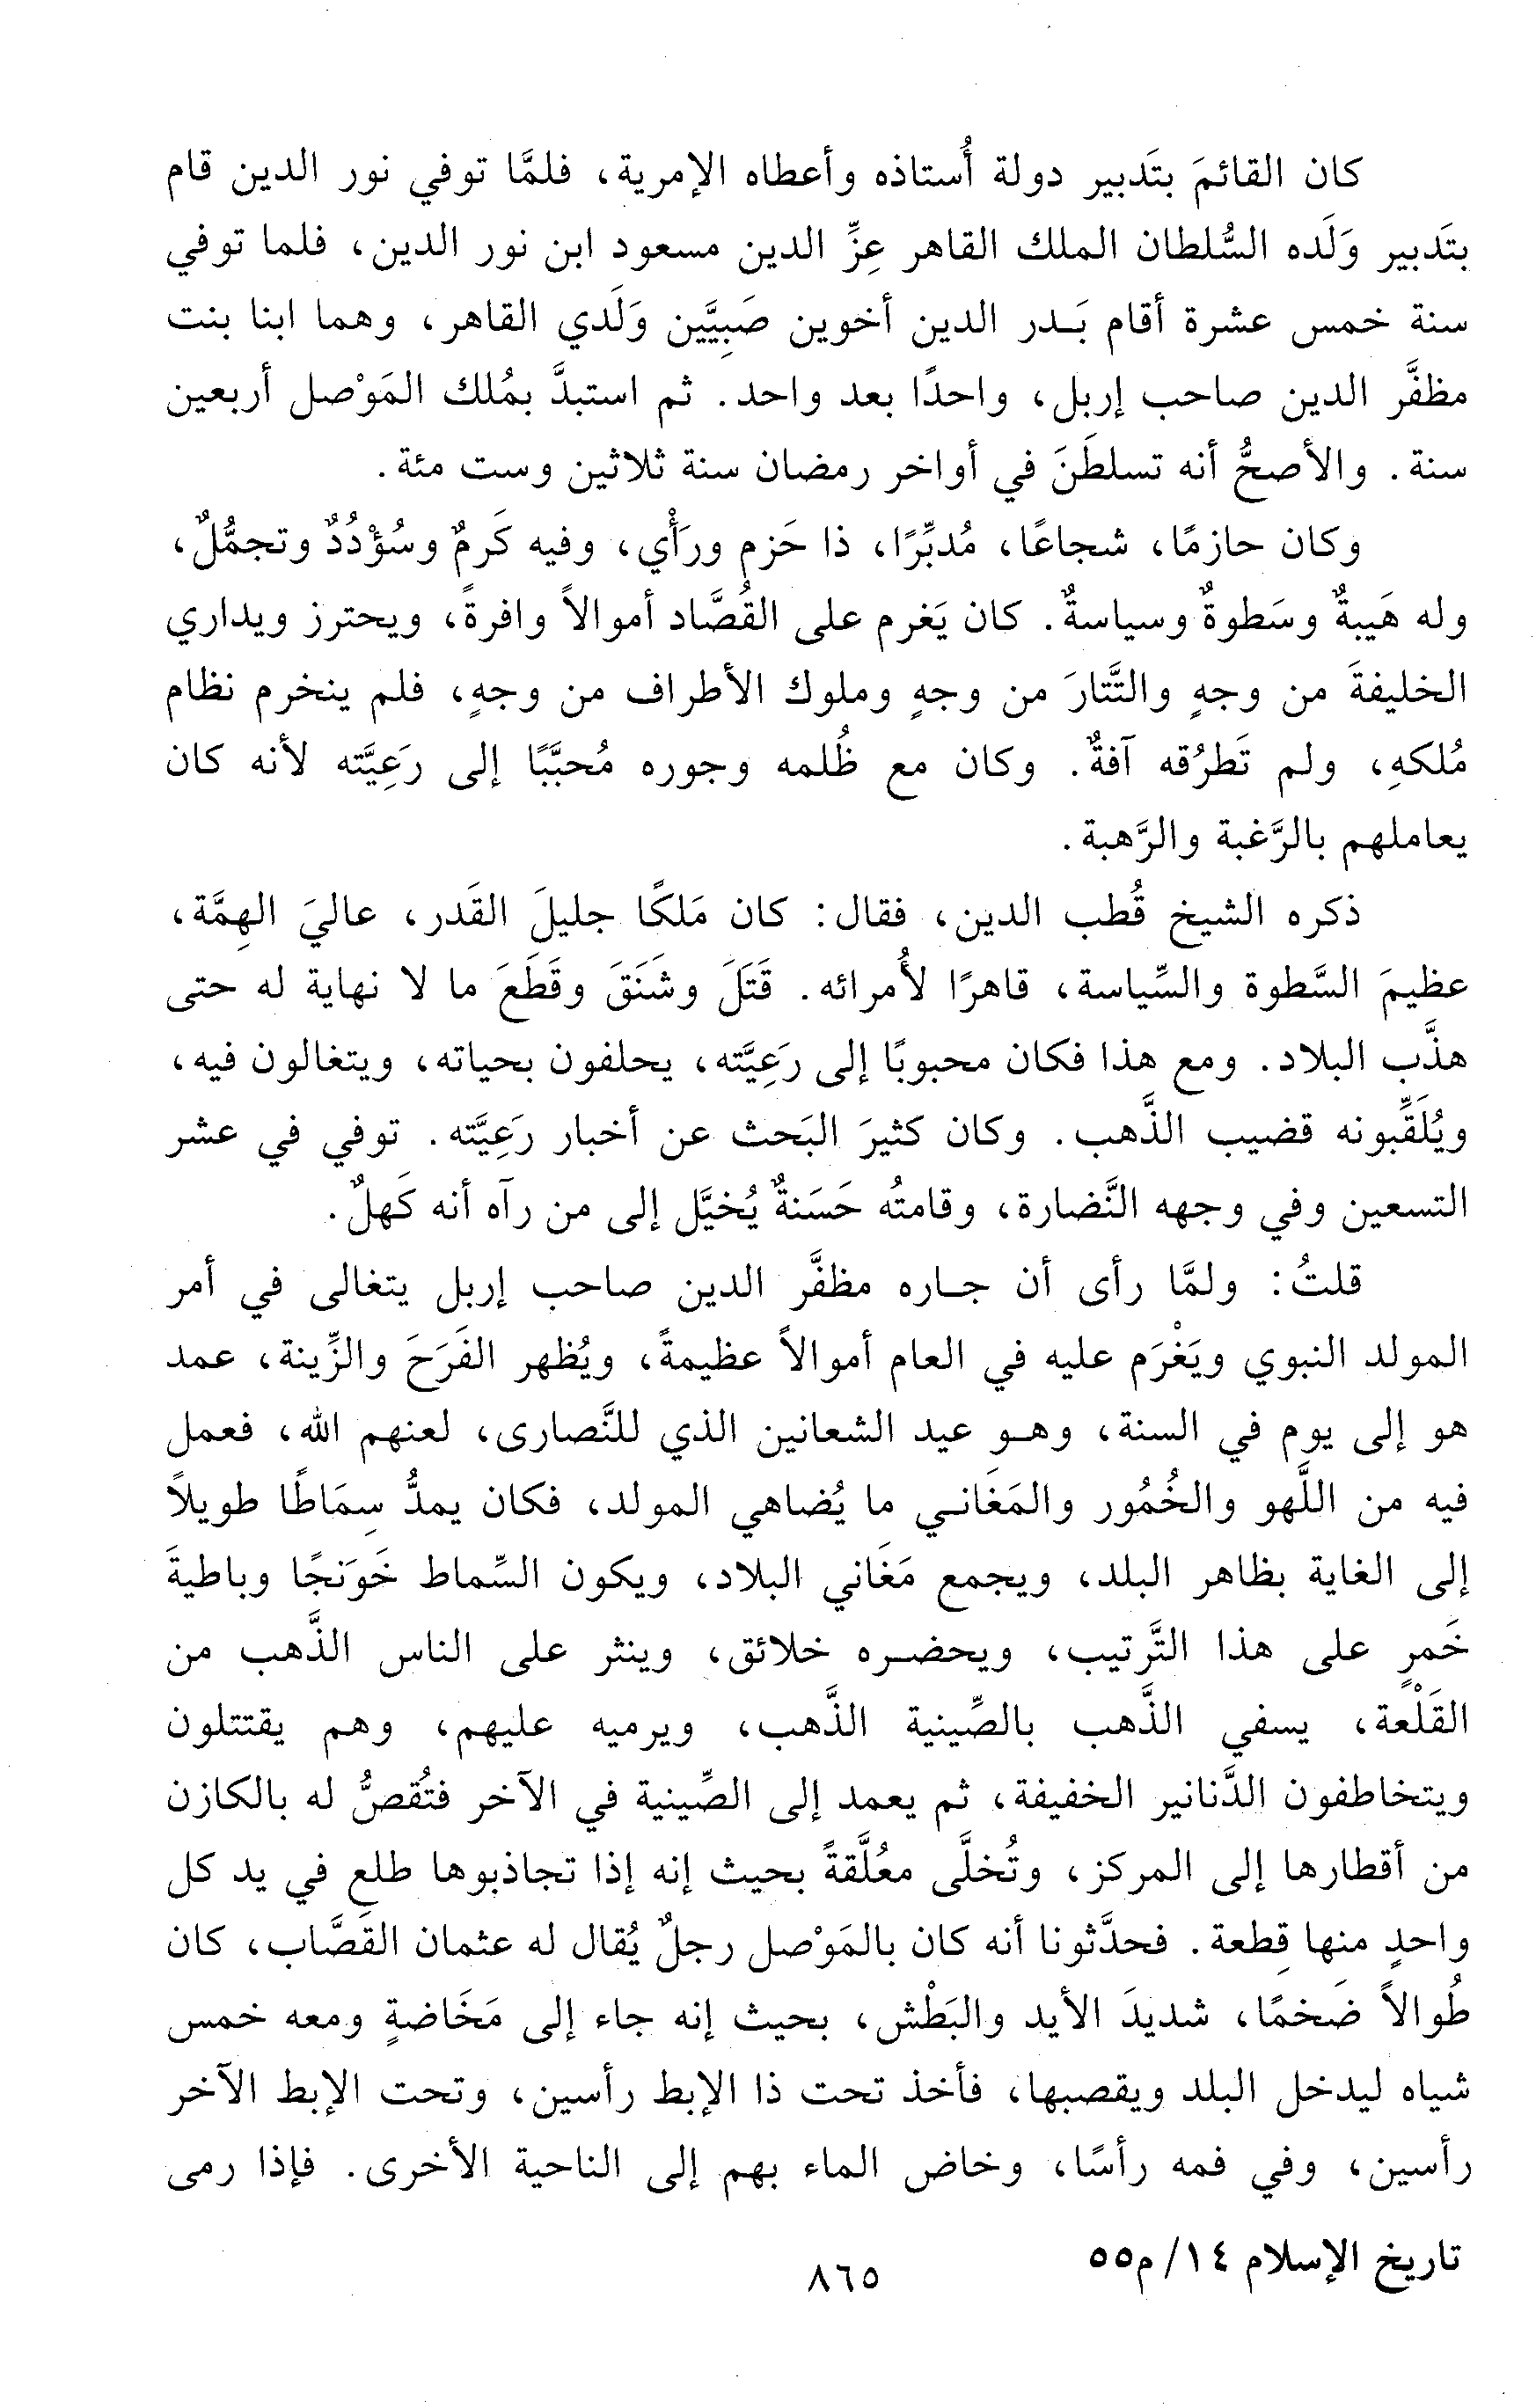 كان القائمَ بتَدبير دولة أُستاذه وأعطاه الإمرية، فلمَّا توفي نور الدين قام
بتَدبير وَلَده السُّلطان الملك القاهر عِزِّ الدين مسعود ابن نور الدين، فلما توفي
سنة خمس عشرة أقام بَدر الدين أخوين صَبِيَّين وَلَدي القاهر، وهما ابنا بنت
مظفَّر الدين صاحب إربل، واحدًا بعد واحد. ثم استبدَّ بمُلك المَوْصل أربعين
سنة. والأصحُّ أنه تسلطَنَ في أواخر رمضان سنة ثلاثين وست مئة.
وكان حازمًا، شجاعًا، مُدبِّرًا، ذا حَزم ورَأْي، وفيه كَرمٌ وسُؤْدُدٌ وتجمُّلٌ،
وله هَيبةٌ وسَطوةٌ وسياسةٌ. كان يَغرم على القُصَّاد أموالاً وافرةً، ويحترز ويداري
الخليفةَ من وجهٍ والتَّتارَ من وجهٍ وملوك الأطراف من وجهٍ، فلم ينخرم نظام
مُلكهِ، ولم تَطرُقه آفةٌ. وكان مع ظُلمه وجوره مُحبَّبًا إلى رَعِيَّته لأنه كان
يعاملهم بالرَّغبة والرَّهبة.
ذكره الشيخ قُطب الدين، فقال: كان مَلكًا جليلَ القَدر، عاليَ الهِمَّة،
عظيمَ السَّطوة والسِّياسة، قاهرًا لأُمرائه. قَتَلَ وشَنَقَ وقَطَعَ ما لا نهاية له حتى
هذَّب البلاد. ومع هذا فكان محبوبًا إلى رَعِيَّته، يحلفون بحياته، ويتغالون فيه،
ويُلَقِّبونه قضيب الذَّهب. وكان كثيرَ البَحث عن أخبار رَعِيَّته. توفي في عشر
التسعين وفي وجهه النَّضارة، وقامتُه حَسَنةٌ يُخيَّل إلى من رآه أنه كَهلٌ.
قلتُ: ولمَّا رأى أن جاره مظفَّر الدين صاحب إربل يتغالى في أمر
المولد النبوي ويَغْرَم عليه في العام أموالاً عظيمةً، ويُظهر الفَرَحَ والزِّينة، عمد
هو إلى يوم في السنة، وهو عيد الشعانين الذي للنَّصارى، لعنهم الله، فعمل
فيه من اللَّهو والخُمُور والمَغَاني ما يُضاهي المولد، فكان يمدُّ سِمَاطًا طويلاً
إلى الغاية بظاهر البلد، ويجمع مَغَاني البلاد، ويكون السِّماط خَوَنجًا وباطيةَ
خَمرٍ على هذا التَّرتيب، ويحضره خلائق، وينثر على الناس الذَّهب من
القَلْعة، يسفي الذَّهب بالصِّينية الذَّهب، ويرميه عليهم، وهم يقتتلون
ويتخاطفون الدَّنانير الخفيفة، ثم يعمد إلى الصِّينية في الآخر فتُقصُّ له بالكازن
من أقطارها إلى المركز، وتُخلَّى معُلَّقةً بحيث إنه إذا تجاذبوها طلع في يد كل
واحدٍ منها قِطعة. فحدَّثونا أنه كان بالمَوْصل رجلٌ يُقال له عثمان القَصَّاب، كان
طُوالاً ضَخمًا، شديدَ الأيد والبَطْش، بحيث إنه جاء إلى مَخَاضةٍ ومعه خمس
شياه ليدخل البلد ويقصبها، فأخذ تحت ذا الإبط رأسين، وتحت الإبط الآخر
رأسين، وفي فمه رأسًا، وخاض الماء بهم إلى الناحية الأخرى. فإذا رمى
تاريخ الإسلام ١٤/ م٥٥
٨٦٥